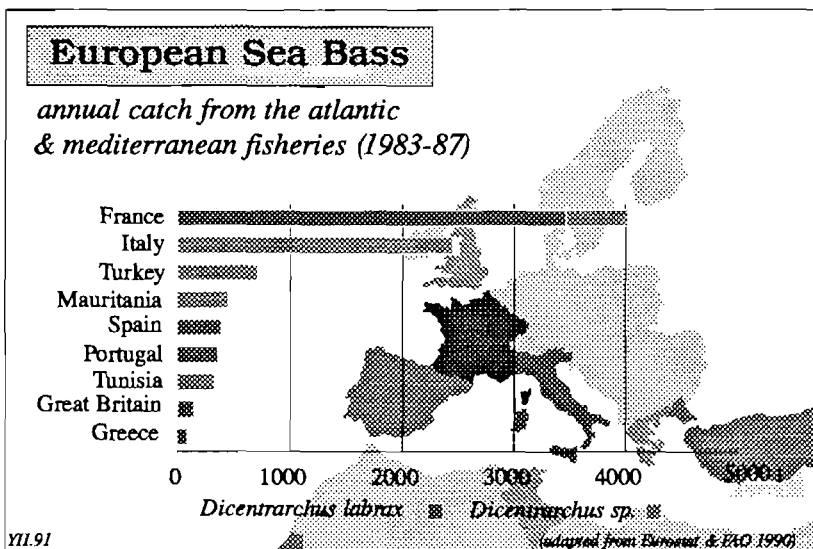 European Sea Bass
annual catch from the atlantic
& mediterranean fisheries (1983-87)
France
Italy
Turkey
Mauritania
Spain
Portugal
Tunisia
Great Britain
Greece
0 1000 2000 3000 4000 5000 t
Dicentrarchus labrax Dicentrarchus sp.
YH.91 (adapted from Eurostat & FAO 1990)